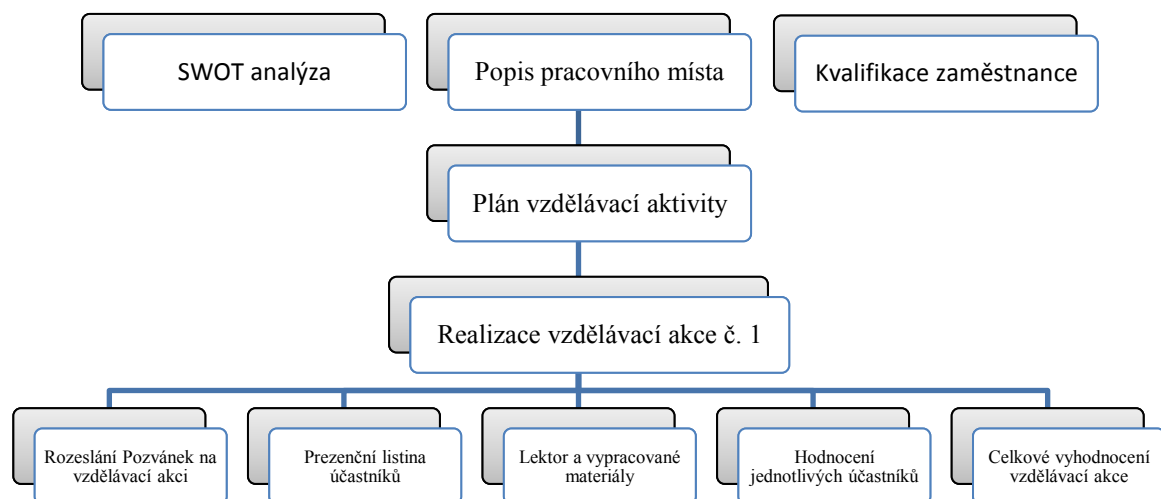 SWOT analýza
Popis pracovního místa
Kvalifikace zaměstnance
Plán vzdělávací aktivity
Realizace vzdělávací akce č. 1
Rozeslání Pozvánek na
vzdělávací akci
Prezenční listina
účastníků
Lektor a vypracované
materiály
Hodnocení
jednotlivých účastníků
Celkové vyhodnocení
vzdělávací akce